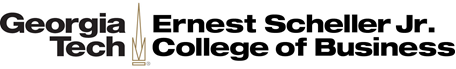 Georgia Tech
Ernest Scheller Jr.
College of Business